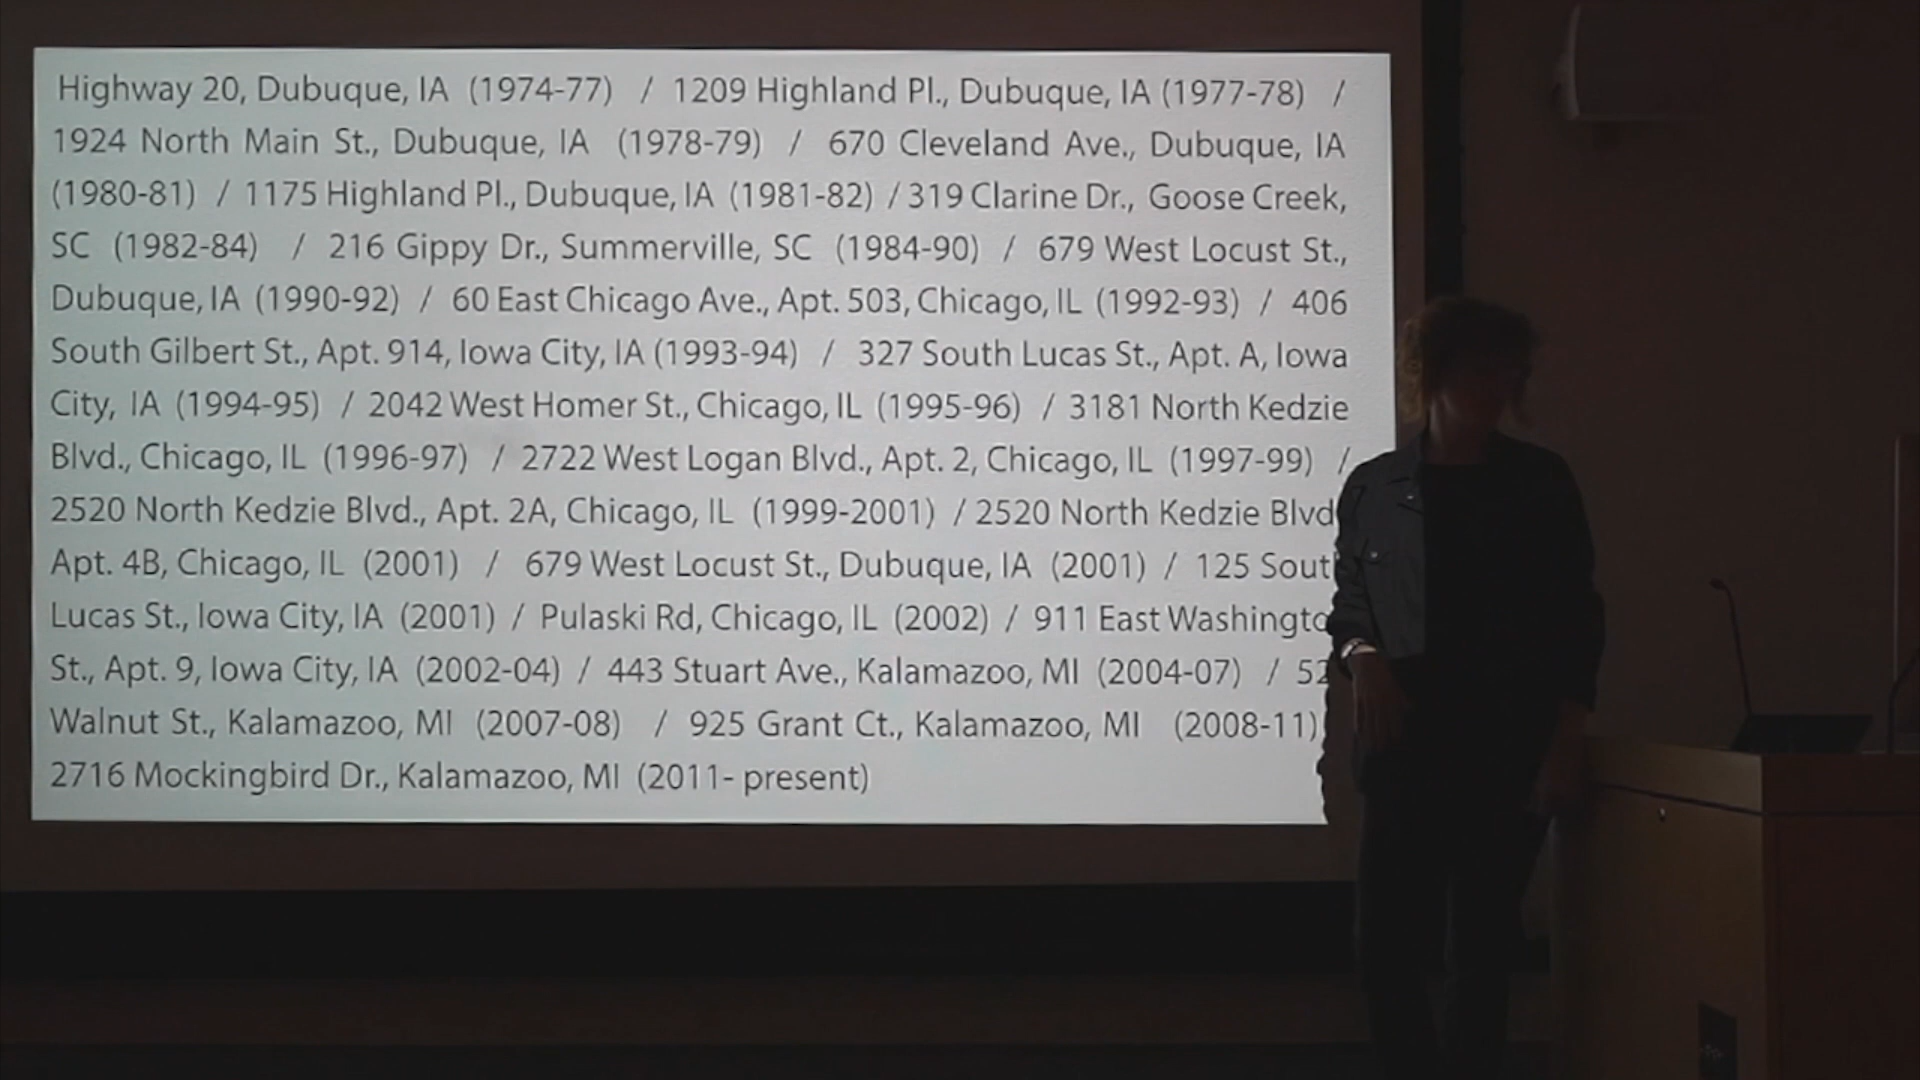 Highway 20, Dubuque, IA (1974-77) / 1209 Highland Pl., Dubuque, IA (1977-78) /
1924 North Main St., Dubuque, IA (1978-79) / 670 Cleveland Ave., Dubuque, IA
(1980-81) / 1175 Highland Pl., Dubuque, IA (1981-82) / 319 Clarine Dr., Goose Creek,
SC (1982-84) / 216 Gippy Dr., Summerville, SC (1984-90) / 679 West Locust St.,
Dubuque, IA (1990-92) / 60 East Chicago Ave., Apt. 503, Chicago, IL (1992-93) / 406
South Gilbert St., Apt. 914, Iowa City, IA (1993-94) / 327 South Lucas St., Apt. A, Iowa
City, IA (1994-95) / 2042 West Homer St., Chicago, IL (1995-96) / 3181 North Kedzie
Blvd., Chicago, IL (1996-97) / 2722 West Logan Blvd., Apt. 2, Chicago, IL (1997-99) /
2520 North Kedzie Blvd., Apt. 2A, Chicago, IL (1999-2001) / 2520 North Kedzie Blvd
Apt. 4B, Chicago, IL (2001) / 679 West Locust St., Dubuque, IA (2001) / 125 Sout
Lucas St., Iowa City, IA (2001) / Pulaski Rd, Chicago, IL (2002) / 911 East Washingto
St., Apt. 9, Iowa City, IA (2002-04) / 443 Stuart Ave., Kalamazoo, MI (2004-07) / 52
Walnut St., Kalamazoo, MI (2007-08) / 925 Grant Ct., Kalamazoo, MI (2008-11)
2716 Mockingbird Dr., Kalamazoo, MI (2011- present)